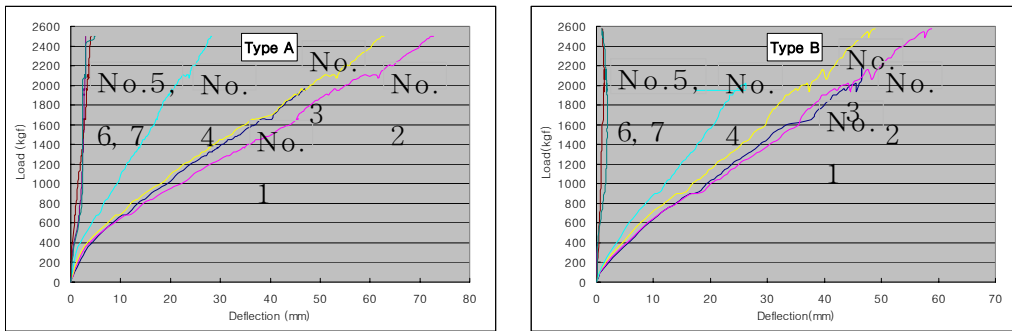 Type A
Load (kgf)
2600
2400
2200
2000
1800
1600
1400
1200
1000
800
600
400
200
0
No.5, 6, 7
No. 4
No. 3
No. 2
No. 1
0 10 20 30 40 50 60 70 80
Deflection (mm)
Type B
Load(kgf)
2600
2400
2200
2000
1800
1600
1400
1200
1000
800
600
400
200
0
No.5, 6, 7
No. 4
No. 3
No. 2
No. 1
0 10 20 30 40 50 60 70
Deflection(mm)